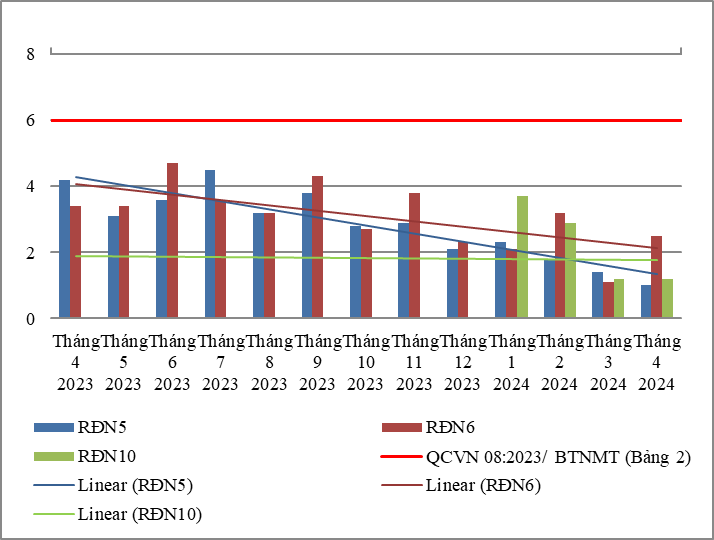 8
6
4
2
0
Tháng Tháng Tháng Tháng Tháng Tháng Tháng Tháng Tháng Tháng Tháng Tháng Tháng
4 5 6 7 8 9 10 11 12 1 2 3 4
2023 2023 2023 2023 2023 2023 2023 2023 2023 2024 2024 2024 2024
RĐN5 RĐN6
RĐN10 QCVN 08:2023/ BTNMT (Bảng 2)
Linear (RĐN5) Linear (RĐN6)
Linear (RĐN10)